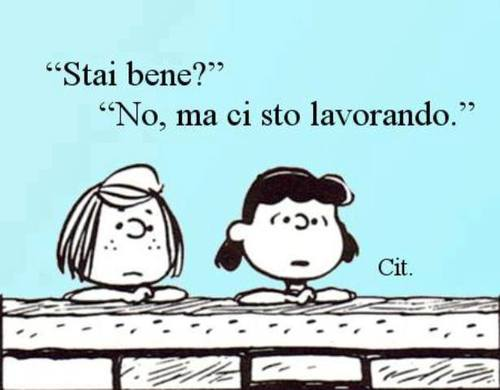 “Stai bene?”
“No, ma ci sto lavorando.”
Cit.